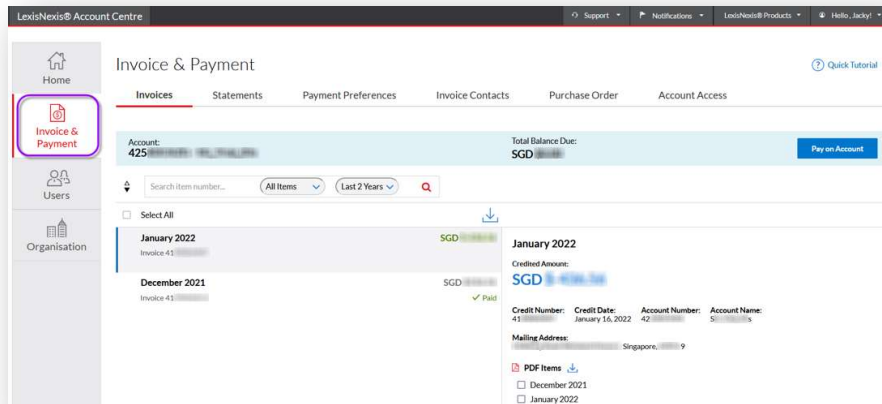 LexisNexis® Account Centre
Support
Notifications
LexisNexis® Products
Hello, Jacky!
Home
Invoice &
Payment
Users
Organisation
Invoice & Payment
? Quick Tutorial
Invoices Statements Payment Preferences Invoice Contacts Purchase Order Account Access
Account:
425
Total Balance Due:
SGD
Pay on Account
Search item number...
All Items
Last 2 Years
Select All
January 2022
SGD
Invoice 41
December 2021
SGD
Invoice 41
✓ Paid
January 2022
Credited Amount:
SGD
Credit Number: Credit Date: Account Number: Account Name:
41 January 16, 2022 42 S s
Mailing Address:
Singapore, 9
PDF Items
December 2021
January 2022